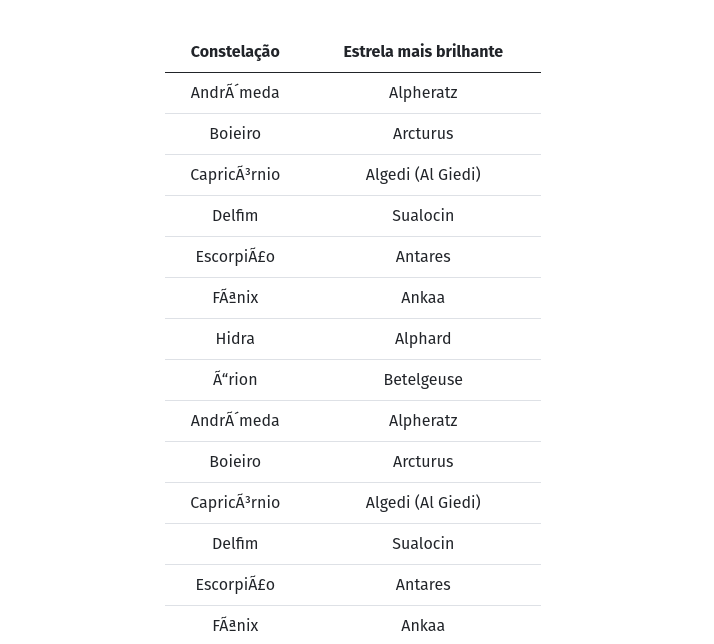 Constelação Estrela mais brilhante
AndrÃ´meda Alpheratz
Boieiro Arcturus
CapricÃ³rnio Algedi (Al Giedi)
Delfim Sualocin
EscorpiÃ£o Antares
FÃªnix Ankaa
Hidra Alphard
Ã“rion Betelgeuse
AndrÃ´meda Alpheratz
Boieiro Arcturus
CapricÃ³rnio Algedi (Al Giedi)
Delfim Sualocin
EscorpiÃ£o Antares
FÃªnix Ankaa